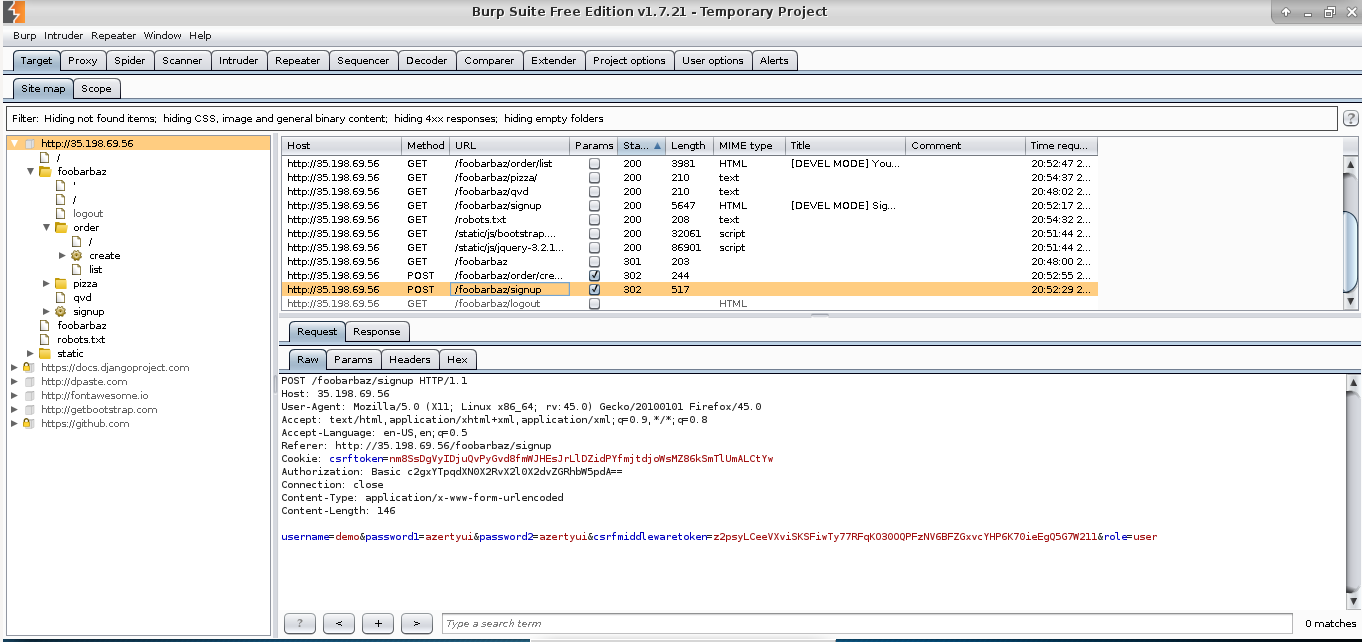 Burp Suite Free Edition v1.7.21 - Temporary Project
Burp Intruder Repeater Window Help
Target Proxy Spider Scanner Intruder Repeater Sequencer Decoder Comparer Extender Project options User options Alerts
Site map Scope
Filter: Hiding not found items; hiding CSS, image and general binary content; hiding 4xx responses; hiding empty folders ?
http://35.198.69.56
/
foobarbaz
'
/
logout
order
/
create
list
pizza
qvd
signup
foobarbaz
robots.txt
static
https://docs.djangoproject.com
http://dpaste.com
http://fontawesome.io
http://getbootstrap.com
https://github.com
Host Method URL Params Sta... Length MIME type Title Comment Time requ...
http://35.198.69.56 GET /foobarbaz/order/list 200 3981 HTML [DEVEL MODE] You... 20:52:47 2...
http://35.198.69.56 GET /foobarbaz/pizza/ 200 210 text 20:54:37 2...
http://35.198.69.56 GET /foobarbaz/qvd 200 210 text 20:48:02 2...
http://35.198.69.56 GET /foobarbaz/signup 200 5647 HTML [DEVEL MODE] Sig... 20:52:17 2...
http://35.198.69.56 GET /robots.txt 200 208 text 20:54:32 2...
http://35.198.69.56 GET /static/js/bootstrap.... 200 32061 script 20:51:44 2...
http://35.198.69.56 GET /static/js/jquery-3.2.1... 200 86901 script 20:51:44 2...
http://35.198.69.56 GET /foobarbaz 301 203 20:48:00 2...
http://35.198.69.56 POST /foobarbaz/order/cre... 302 244 20:52:55 2...
http://35.198.69.56 POST /foobarbaz/signup 302 517 20:52:29 2...
http://35.198.69.56 GET /foobarbaz/logout HTML
Request Response
Raw Params Headers Hex
POST /foobarbaz/signup HTTP/1.1
Host: 35.198.69.56
User-Agent: Mozilla/5.0 (X11; Linux x86_64; rv:45.0) Gecko/20100101 Firefox/45.0
Accept: text/html,application/xhtml+xml,application/xml;q=0.9,*/*;q=0.8
Accept-Language: en-US,en;q=0.5
Referer: http://35.198.69.56/foobarbaz/signup
Cookie: csrftoken=nm8SsDgVyIDjuQvPyGvd8fmWJHEsJrLlDZidPYfmjtdjoWsMZ86kSmTlUmALCtYw
Authorization: Basic c2gxYTpqdXN0X2RvX2l0X2dvZGRhbW5pdA==
Connection: close
Content-Type: application/x-www-form-urlencoded
Content-Length: 146
username=demo&password1=azertyui&password2=azertyui&csrfmiddlewaretoken=z2psyLCeeVXviSKSFiwTy77RFqKO30OQPFzNV6BFZGxvcYHP6K70ieEgQ5G7W2ll&role=user
? < + > Type a search term 0 matches